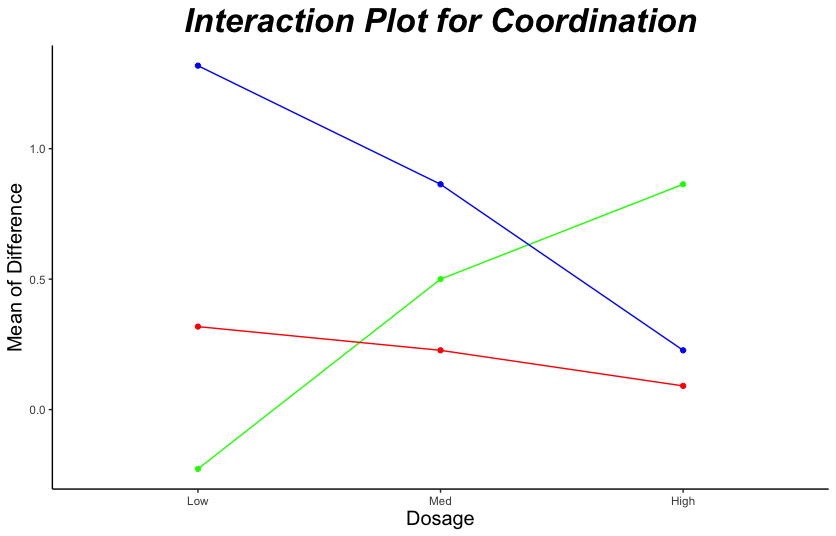 Interaction Plot for Coordination
Mean of Difference
1.0
0.5
0.0
Low
Med
High
Dosage